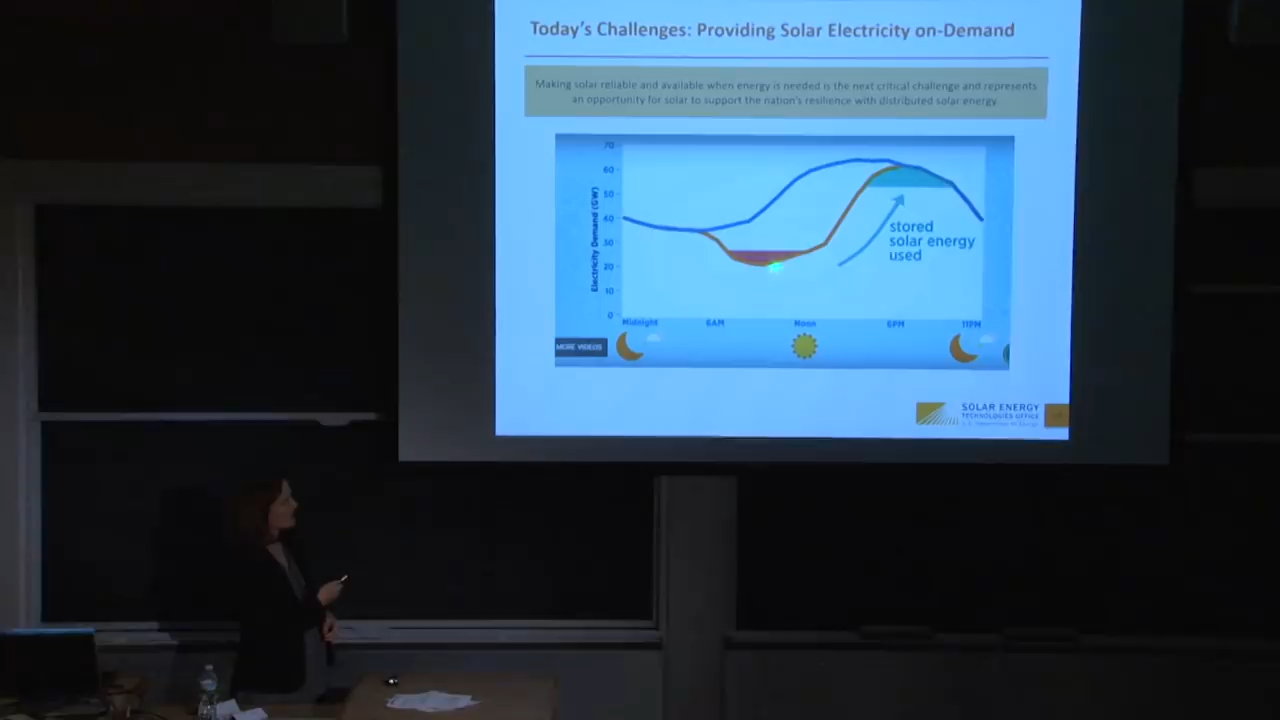 Today's Challenges: Providing Solar Electricity on-Demand
Making solar reliable and available when energy is needed is the next critical challenge and represents
an opportunity for solar to support the nation's resilience with distributed solar energy.
70
60
50
40
30
20
10
0
Electricity Demand (GW)
stored
solar energy
used
Midnight
6AM
Noon
6PM
11PM
MORE VIDEOS
SOLAR ENERGY
TECHNOLOGIES OFFICE
U.S. Department Of Energy